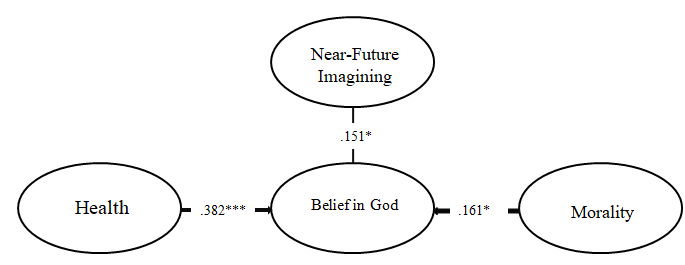 Near-Future
Imagining
.151*
Health
.382***
Belief in God
.161*
Morality